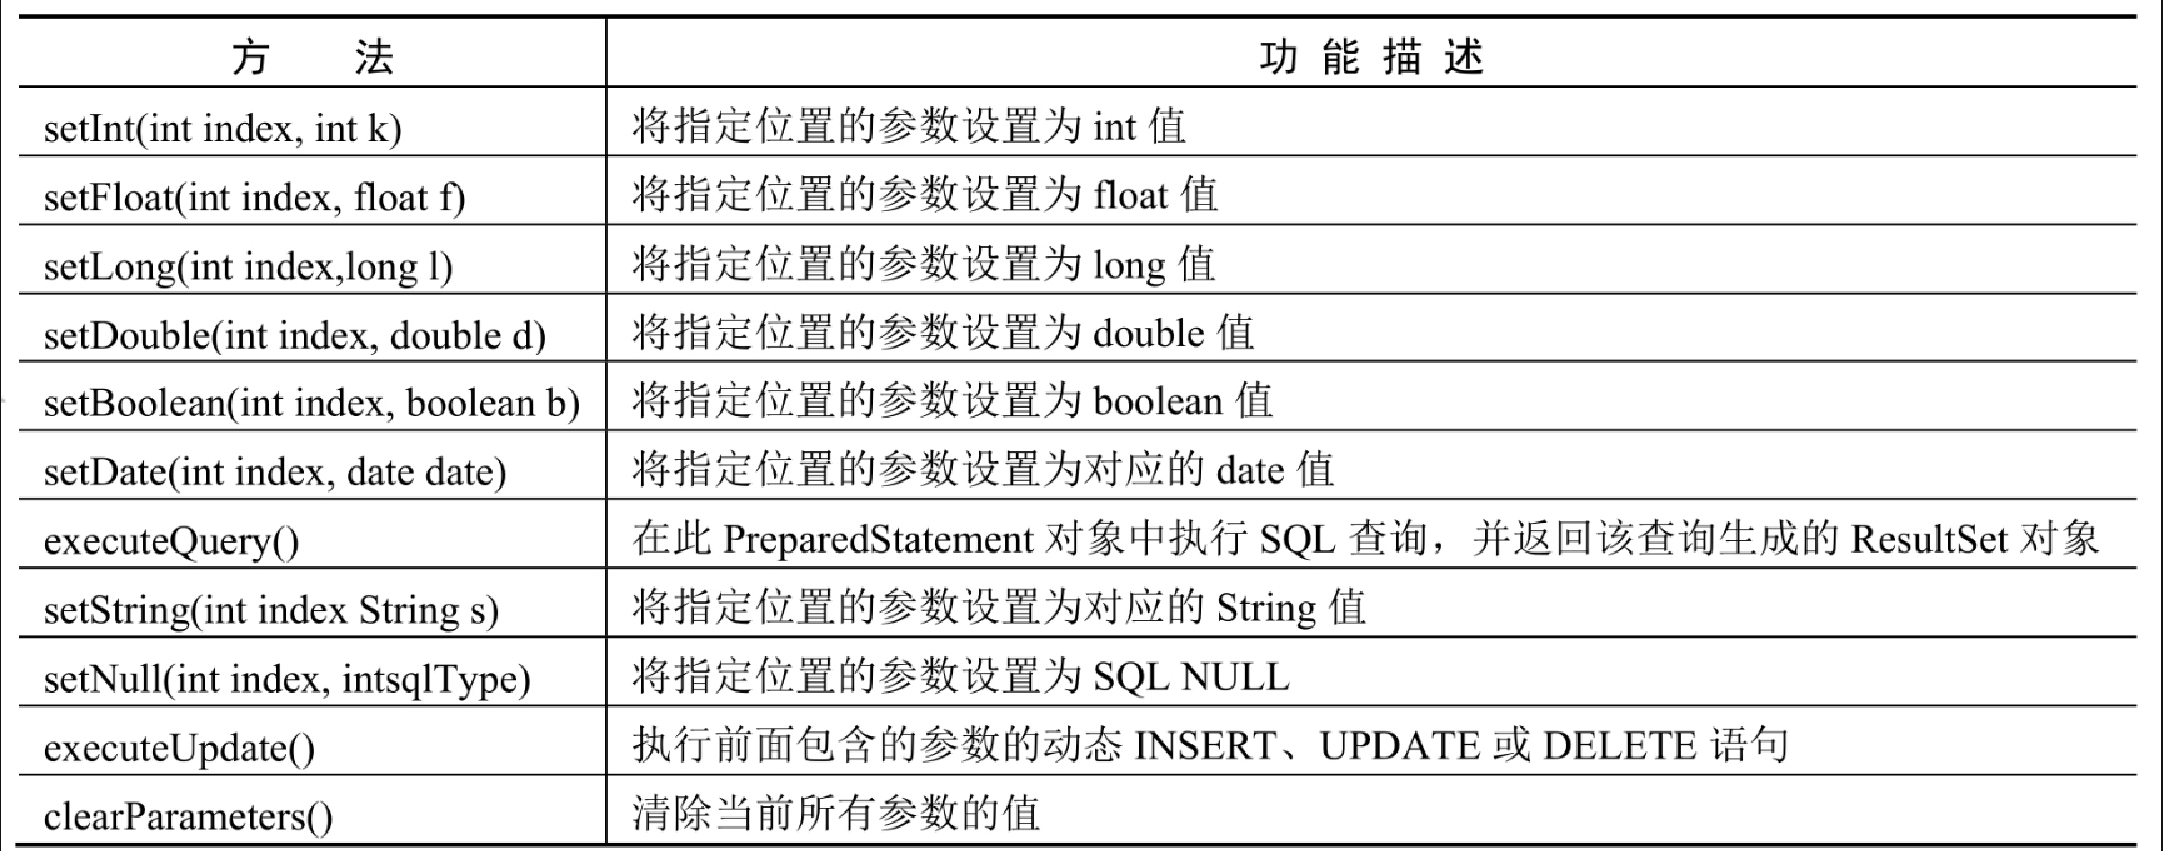 方 法 功 能 描 述
setInt(int index, int k) 将指定位置的参数设置为 int 值
setFloat(int index, float f) 将指定位置的参数设置为 float 值
setLong(int index,long l) 将指定位置的参数设置为 long 值
setDouble(int index, double d) 将指定位置的参数设置为 double 值
setBoolean(int index, boolean b) 将指定位置的参数设置为 boolean 值
setDate(int index, date date) 将指定位置的参数设置为对应的 date 值
executeQuery() 在此 PreparedStatement 对象中执行 SQL 查询，并返回该查询生成的 ResultSet 对象
setString(int index String s) 将指定位置的参数设置为对应的 String 值
setNull(int index, intsqlType) 将指定位置的参数设置为 SQL NULL
executeUpdate() 执行前面包含的参数的动态 INSERT、UPDATE 或 DELETE 语句
clearParameters() 清除当前所有参数的值